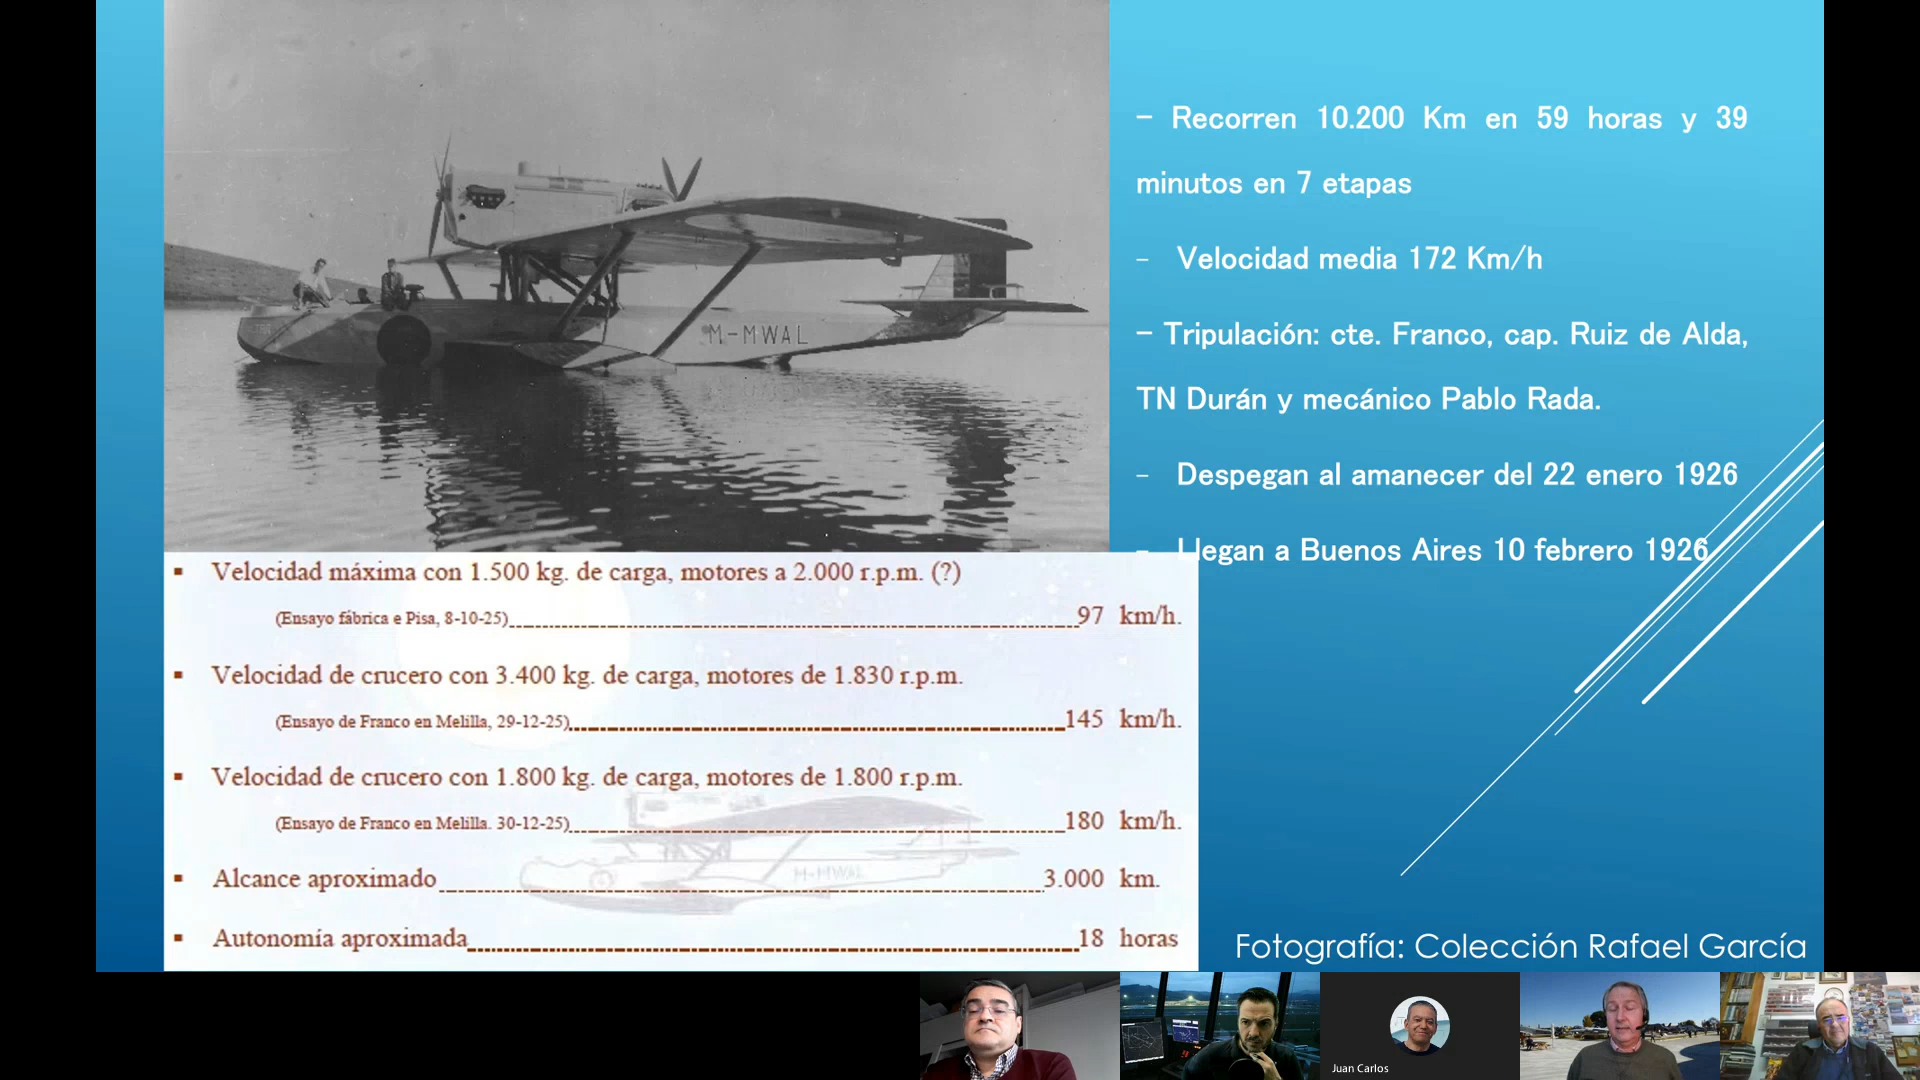 M-MWAL
- Recorren 10.200 Km en 59 horas y 39
minutos en 7 etapas
- Velocidad media 172 Km/h
- Tripulación: cte. Franco, cap. Ruiz de Alda,
TN Durán y mecánico Pablo Rada.
- Despegan al amanecer del 22 enero 1926
- Llegan a Buenos Aires 10 febrero 1926
▪ Velocidad máxima con 1.500 kg. de carga, motores a 2.000 r.p.m. (?)
(Ensayo fábrica e Pisa, 8-10-25) 97 km/h.
▪ Velocidad de crucero con 3.400 kg. de carga, motores de 1.830 r.p.m.
(Ensayo de Franco en Melilla, 29-12-25) 145 km/h.
▪ Velocidad de crucero con 1.800 kg. de carga, motores de 1.800 r.p.m.
(Ensayo de Franco en Melilla. 30-12-25) 180 km/h.
M-MWAL
▪ Alcance aproximado 3.000 km.
▪ Autonomía aproximada 18 horas
Fotografía: Colección Rafael García
Juan Carlos